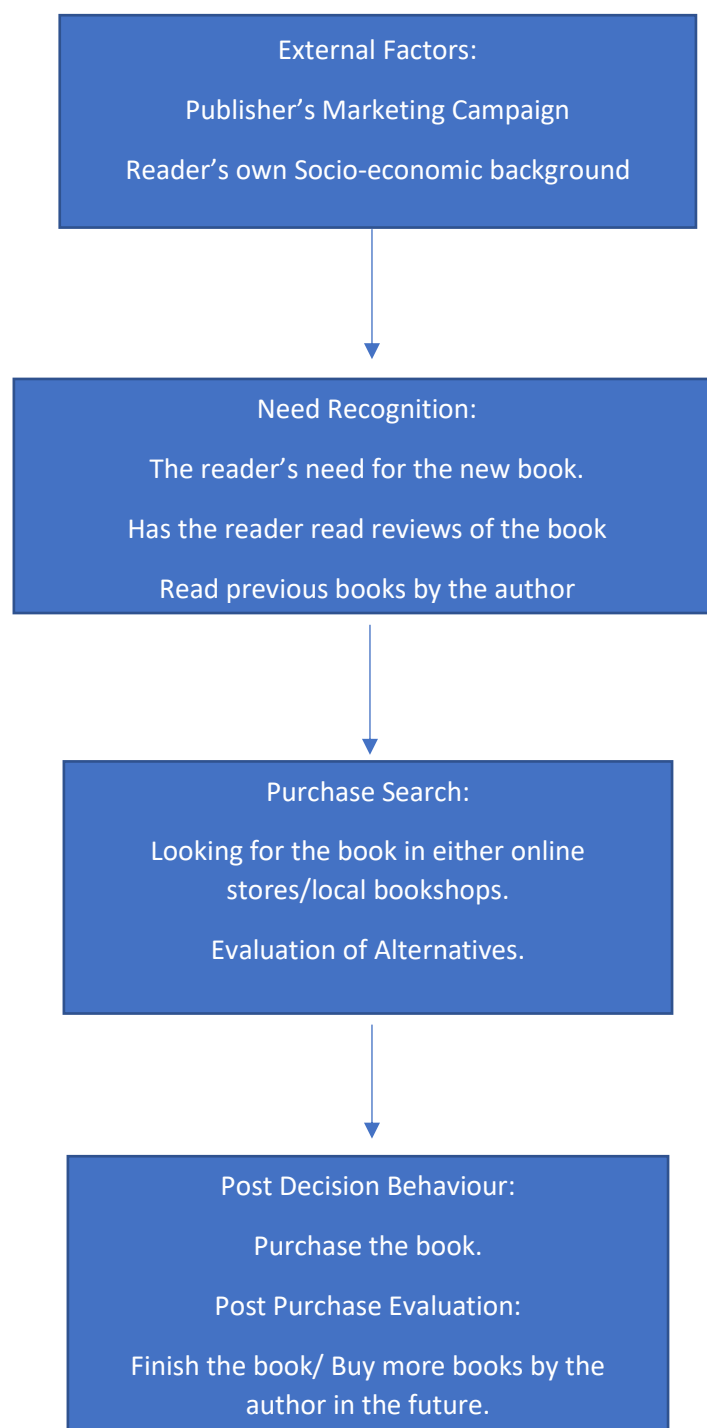 External Factors:
Publisher’s Marketing Campaign
Reader’s own Socio-economic background
Need Recognition:
The reader’s need for the new book.
Has the reader read reviews of the book
Read previous books by the author
Purchase Search:
Looking for the book in either online
stores/local bookshops.
Evaluation of Alternatives.
Post Decision Behaviour:
Purchase the book.
Post Purchase Evaluation:
Finish the book/ Buy more books by the
author in the future.